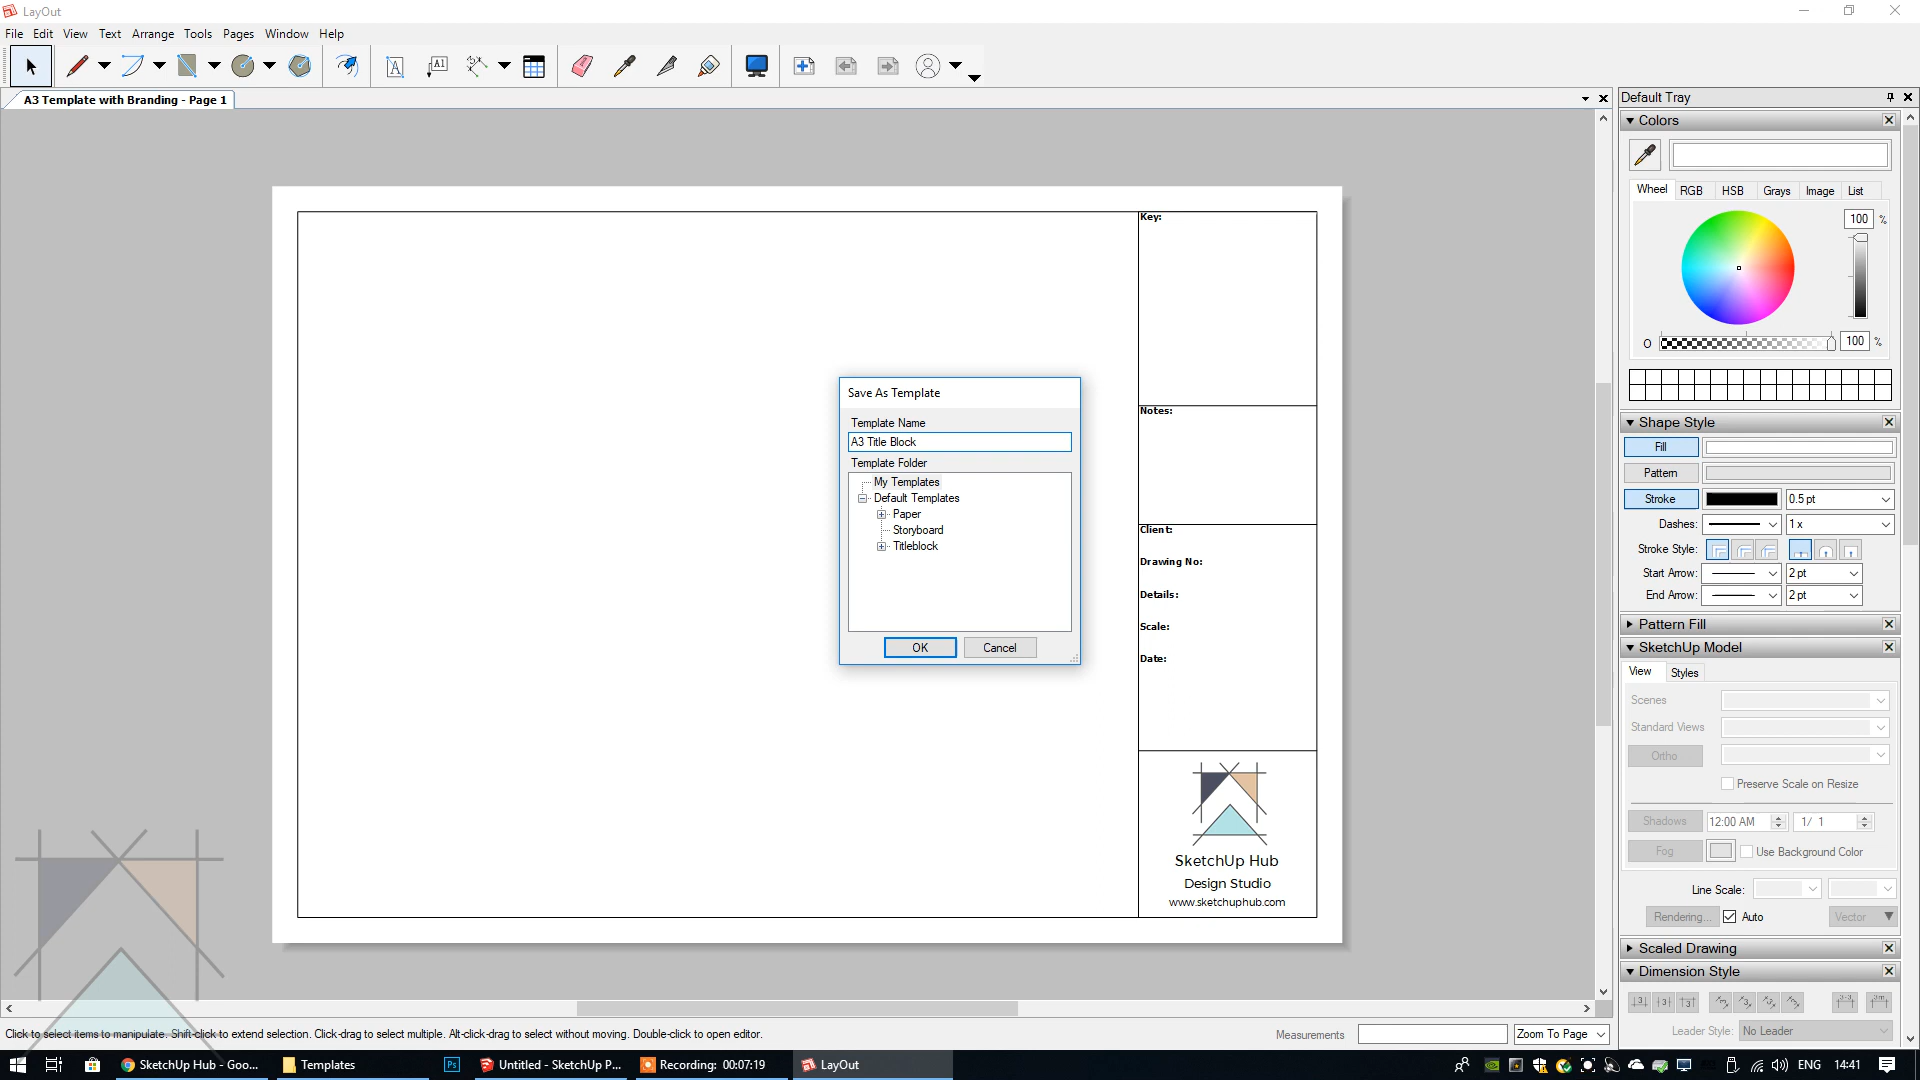 LayOut
File Edit View Text Arrange Tools Pages Window Help
A3 Template with Branding - Page 1
Default Tray
Colors
Wheel RGB HSB Grays Image List
100 %
O 100 %
Key:
Notes:
Client:
Drawing No:
Details:
Scale:
Date:
SketchUp Hub
Design Studio
www.sketchuphub.com
Save As Template
Template Name
A3 Title Block
Template Folder
My Templates
Default Templates
Paper
Storyboard
Titleblock
OK Cancel
Shape Style
Fill
Pattern
Stroke 0.5 pt
Dashes: 1 x
Stroke Style:
Start Arrow: 2 pt
End Arrow: 2 pt
Pattern Fill
SketchUp Model
View Styles
Scenes
Standard Views
Ortho
Preserve Scale on Resize
Shadows 12:00 AM 1/ 1
Fog Use Background Color
Line Scale:
Rendering... Auto Vector
Scaled Drawing
Dimension Style
Leader Style: No Leader
Click to select items to manipulate. Shift-click to extend selection. Click-drag to select multiple. Alt-click-drag to select without moving. Double-click to open editor.
Measurements Zoom To Page
SketchUp Hub - Goo... Templates Ps Untitled - SketchUp P... Recording: 00:07:19 LayOut ENG 14:41